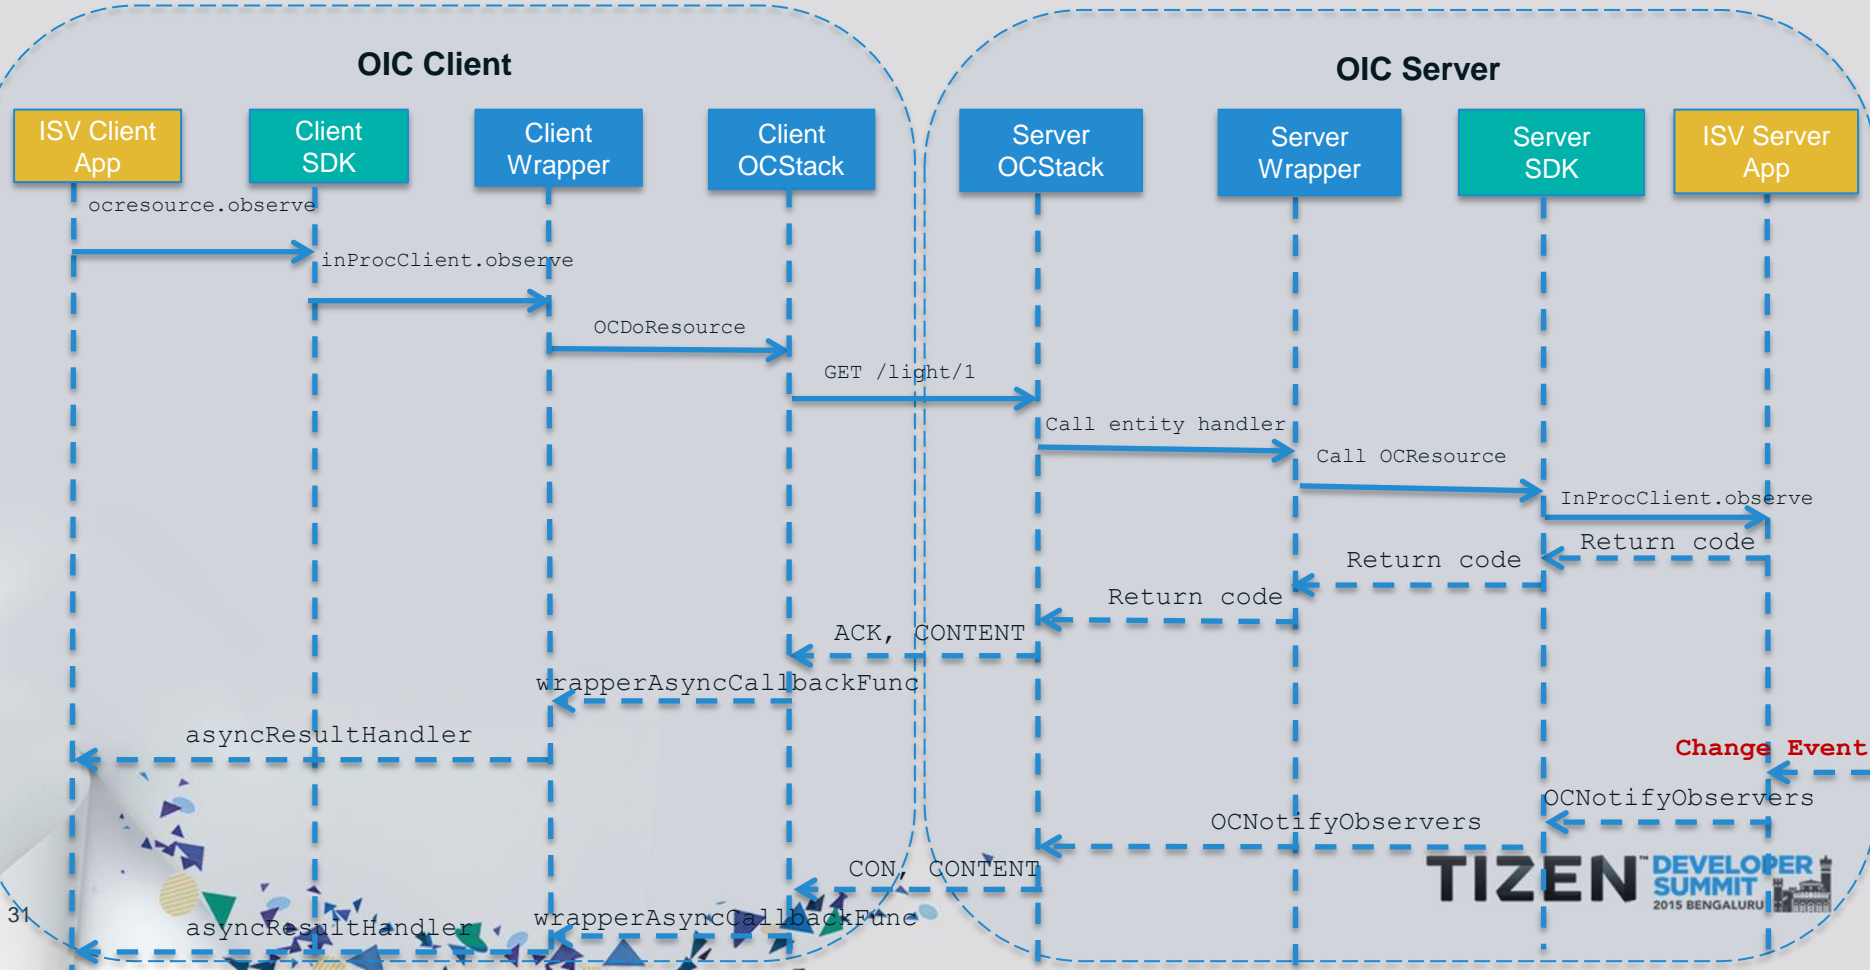 OIC Client
OIC Server
ISV Client
App
Client
SDK
Client
Wrapper
Client
OCStack
Server
OCStack
Server
Wrapper
Server
SDK
ISV Server
App
ocresource.observe
inProcClient.observe
OCDoResource
GET /light/1
Call entity handler
Call OCResource
InProcClient.observe
Return code
Return code
Return code
ACK, CONTENT
wrapperAsyncCallbackFunc
asyncResultHandler
Change Event
OCNotifyObservers
OCNotifyObservers
CON, CONTENT
wrapperAsyncCallbackFunc
asyncResultHandler
31
TIZEN™ DEVELOPER
SUMMIT
2015 BENGALURU